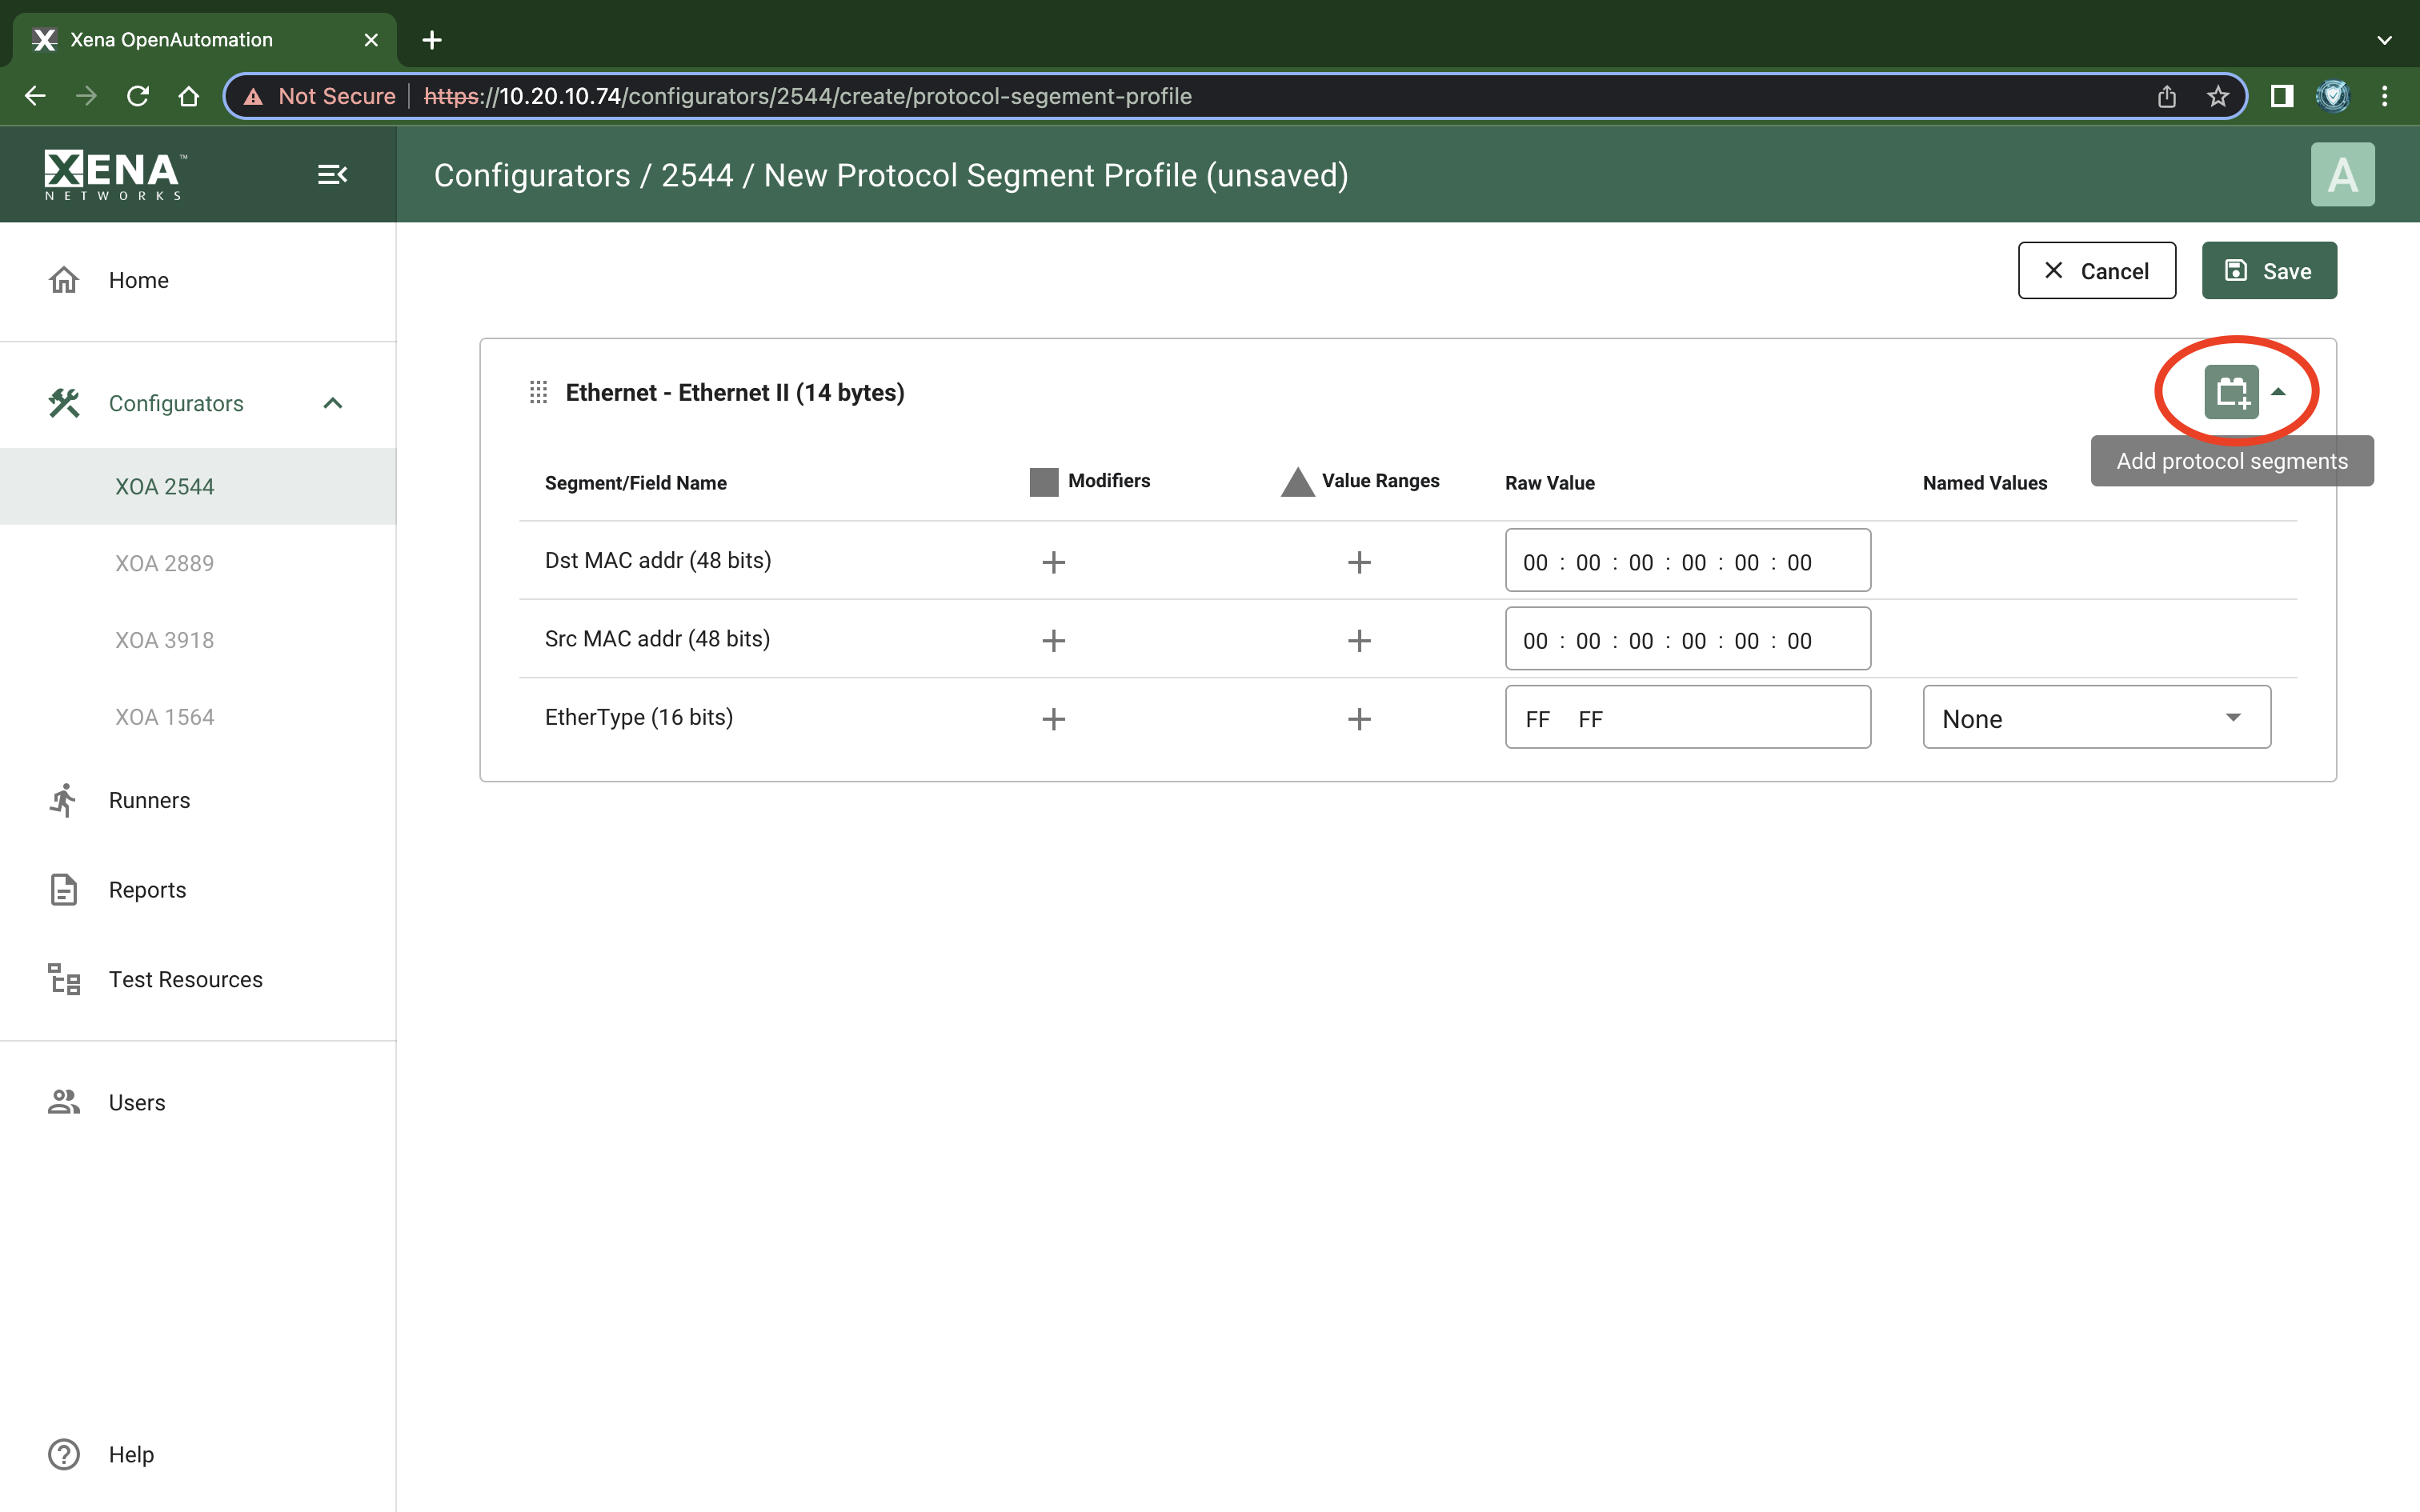 Xena OpenAutomation
Not Secure https://10.20.10.74/configurators/2544/create/protocol-segement-profile
XENA™
NETWORKS
Configurators / 2544 / New Protocol Segment Profile (unsaved)
A
Home
Configurators
XOA 2544
XOA 2889
XOA 3918
XOA 1564
Runners
Reports
Test Resources
Users
Help
Cancel
Save
Ethernet - Ethernet II (14 bytes)
Add protocol segments
Segment/Field Name Modifiers Value Ranges Raw Value Named Values
Dst MAC addr (48 bits) 00 : 00 : 00 : 00 : 00 : 00
Src MAC addr (48 bits) 00 : 00 : 00 : 00 : 00 : 00
EtherType (16 bits) FF FF None